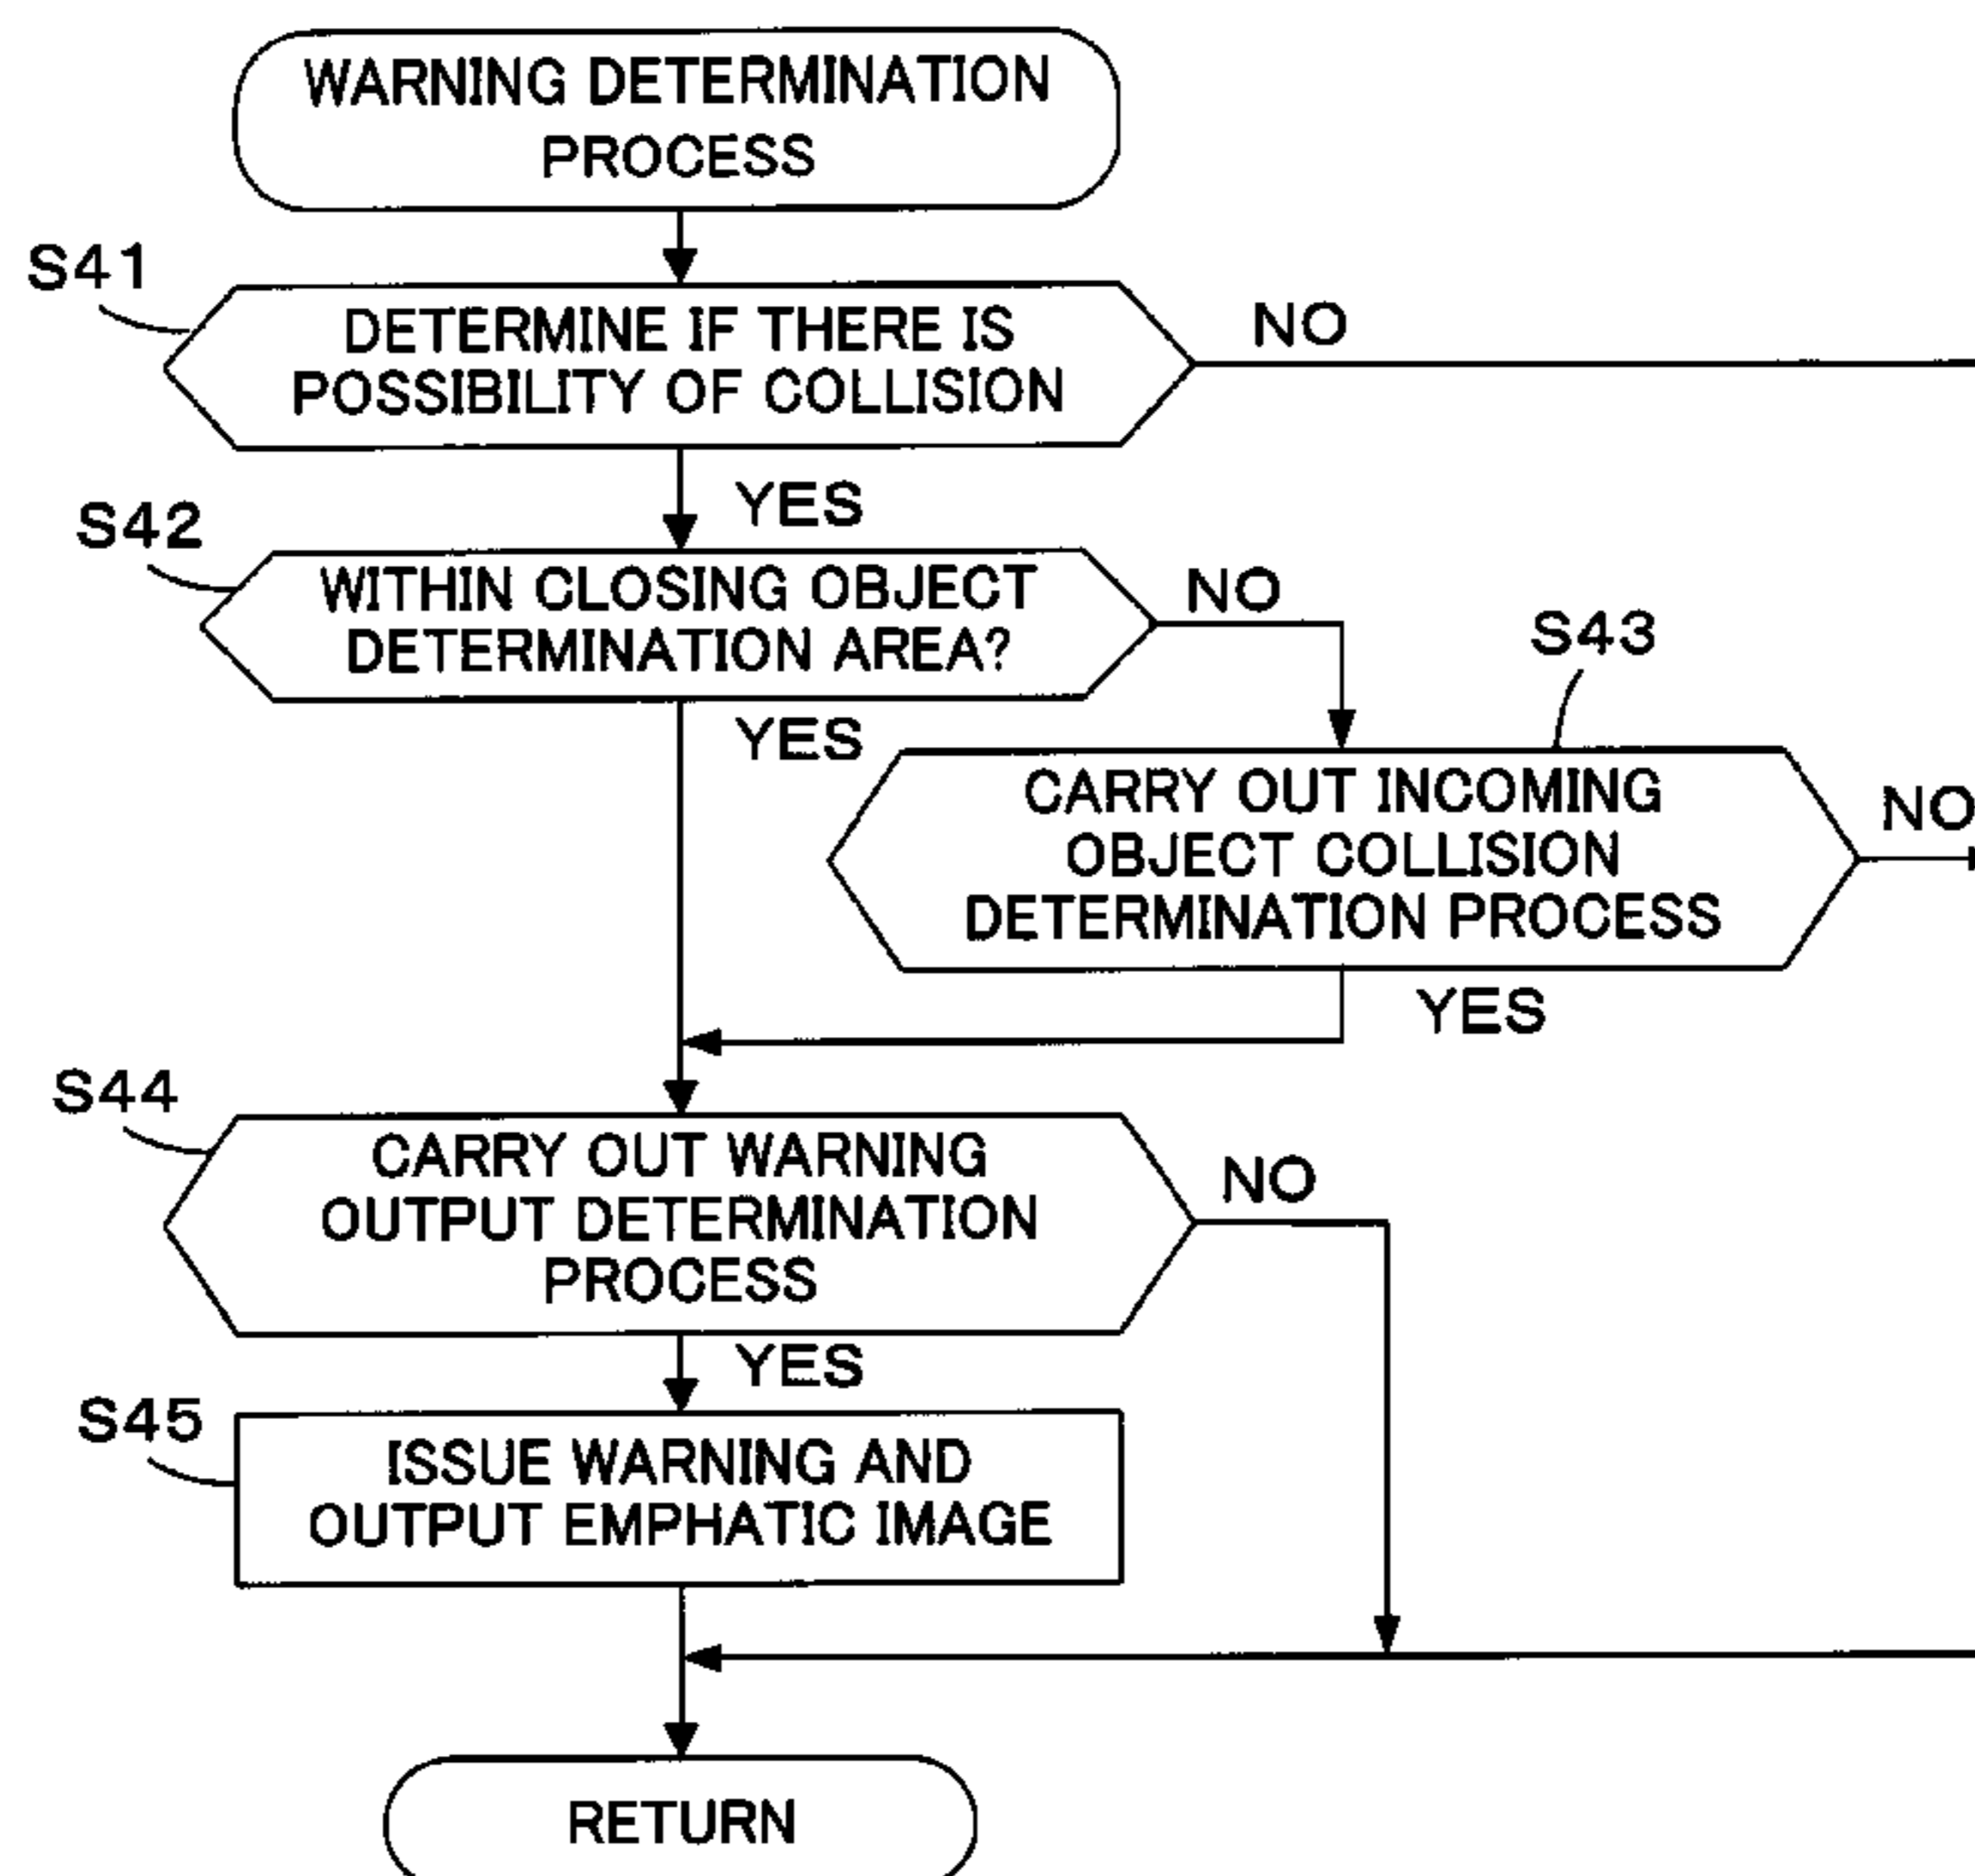 WARNING DETERMINATION
PROCESS
S41
DETERMINE IF THERE IS
POSSIBILITY OF COLLISION
NO
YES
S42
WITHIN CLOSING OBJECT
DETERMINATION AREA?
NO
YES
S43
CARRY OUT INCOMING
OBJECT COLLISION
DETERMINATION PROCESS
NO
YES
S44
CARRY OUT WARNING
OUTPUT DETERMINATION
PROCESS
NO
YES
S45
ISSUE WARNING AND
OUTPUT EMPHATIC IMAGE
RETURN